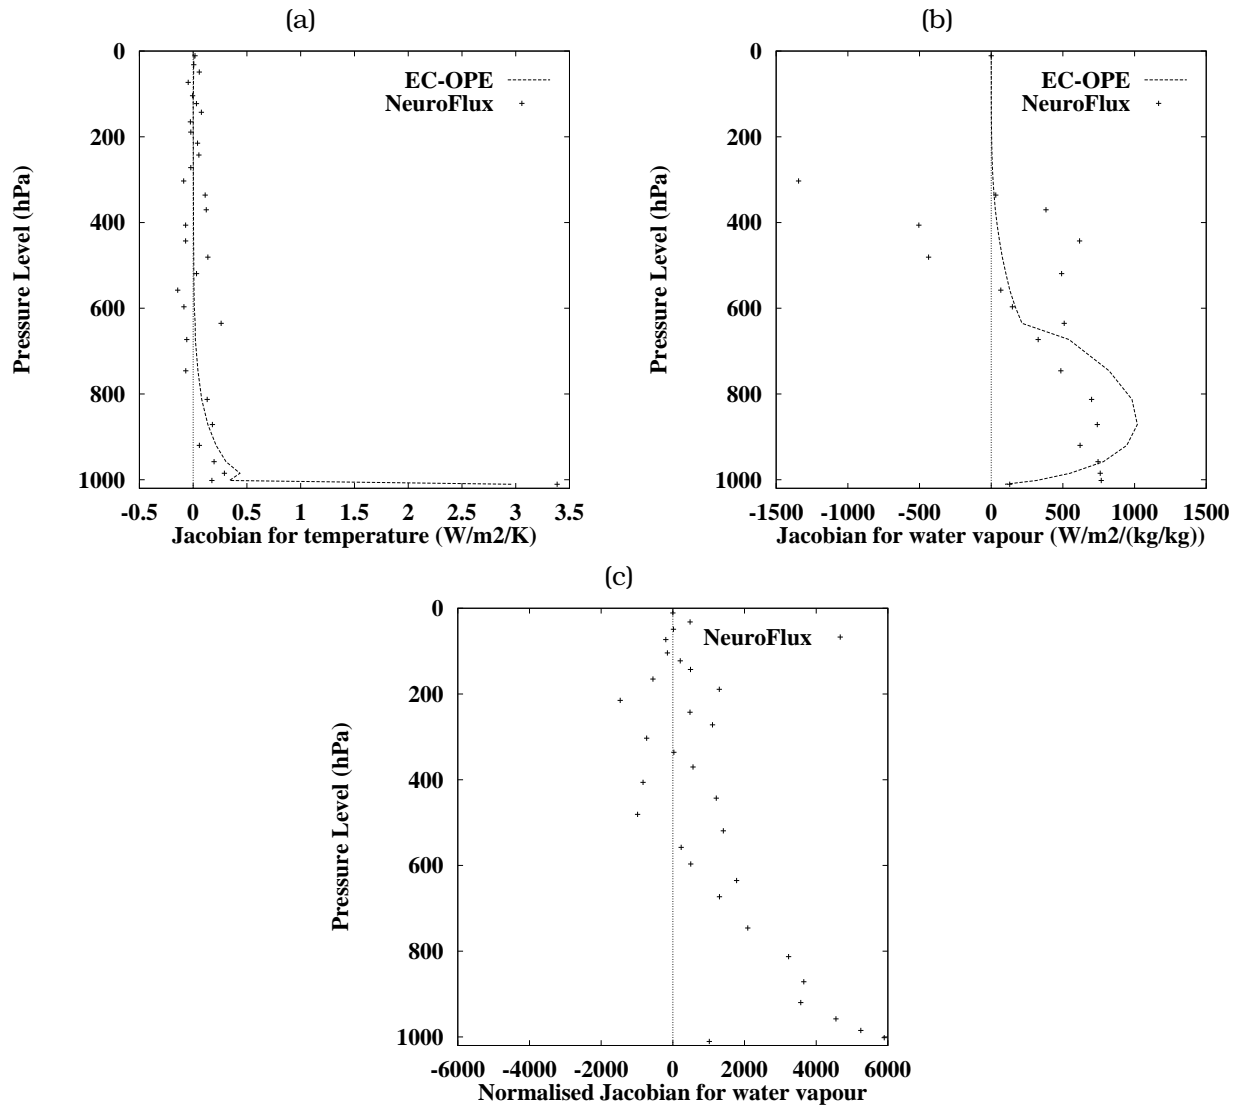 (a)
0
200
400
600
800
1000
-0.5 0 0.5 1 1.5 2 2.5 3 3.5
Pressure Level (hPa)
Jacobian for temperature (W/m2/K)
EC-OPE
NeuroFlux
(b)
0
200
400
600
800
1000
-1500 -1000 -500 0 500 1000 1500
Pressure Level (hPa)
Jacobian for water vapour (W/m2/(kg/kg))
EC-OPE
NeuroFlux
(c)
0
200
400
600
800
1000
-6000 -4000 -2000 0 2000 4000 6000
Pressure Level (hPa)
Normalised Jacobian for water vapour
NeuroFlux